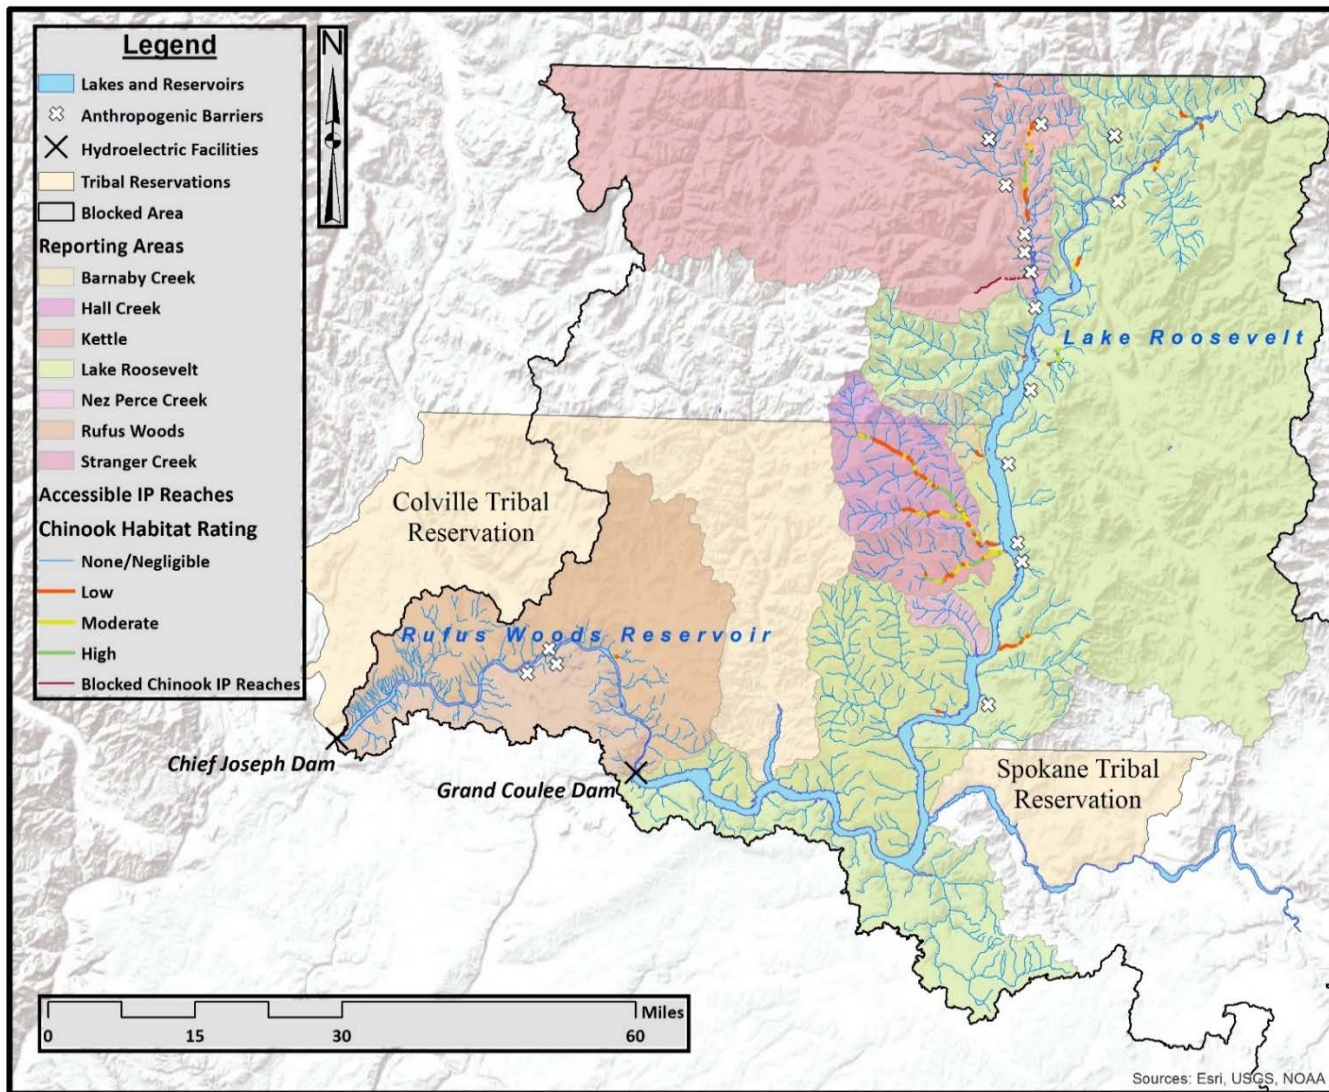 Legend
Lakes and Reservoirs
Anthropogenic Barriers
Hydroelectric Facilities
Tribal Reservations
Blocked Area
Reporting Areas
Barnaby Creek
Hall Creek
Kettle
Lake Roosevelt
Nez Perce Creek
Rufus Woods
Stranger Creek
Accessible IP Reaches
Chinook Habitat Rating
None/Negligible
Low
Moderate
High
Blocked Chinook IP Reaches
N
Lake Roosevelt
Colville Tribal
Reservation
Rufus Woods Reservoir
Chief Joseph Dam
Grand Coulee Dam
Spokane Tribal
Reservation
Miles
0 15 30 60
Sources: Esri, USGS, NOAA